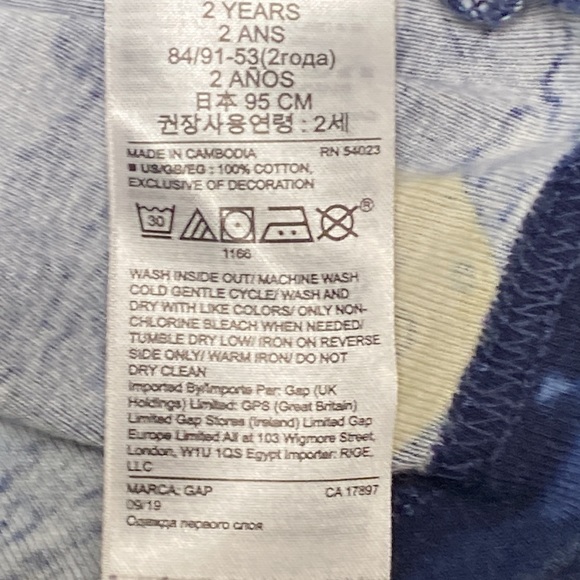 2 YEARS
2 ANS
84/91-53(2года)
2 AÑOS
日本 95 CM
권장사용연령 : 2세
MADE IN CAMBODIA RN 54023
US/GB/EG : 100% COTTON,
EXCLUSIVE OF DECORATION
30 ®
1166
WASH INSIDE OUT/ MACHINE WASH
COLD GENTLE CYCLE/ WASH AND
DRY WITH LIKE COLORS/ ONLY NON-
CHLORINE BLEACH WHEN NEEDED/
TUMBLE DRY LOW/ IRON ON REVERSE
SIDE ONLY/ WARM IRON/ DO NOT
DRY CLEAN
Imported By/Importe Par: Gap (UK
Holdings) Limited: GPS (Great Britain)
Limited Gap Stores (Ireland) Limited Gap
Europe Limited All at 103 Wigmore Street,
London, W1U 1QS Egypt Importer: RIGE,
LLC
MARCA: GAP CA 17897
09/19
Одежда первого слоя